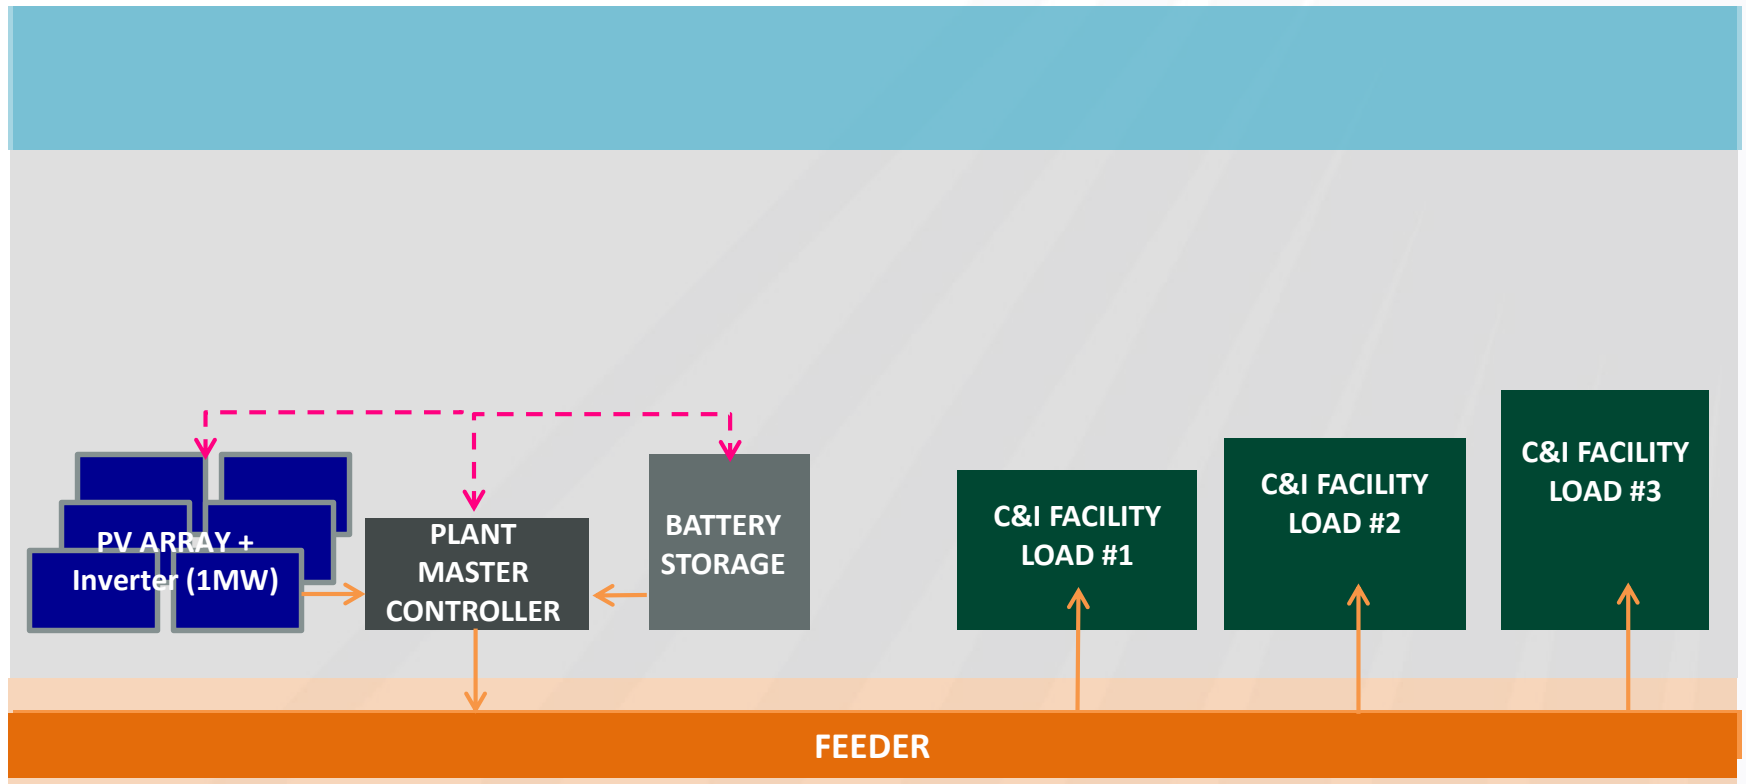 PV ARRAY +
Inverter (1MW)
PLANT
MASTER
CONTROLLER
BATTERY
STORAGE
C&I FACILITY
LOAD #1
C&I FACILITY
LOAD #2
C&I FACILITY
LOAD #3
FEEDER